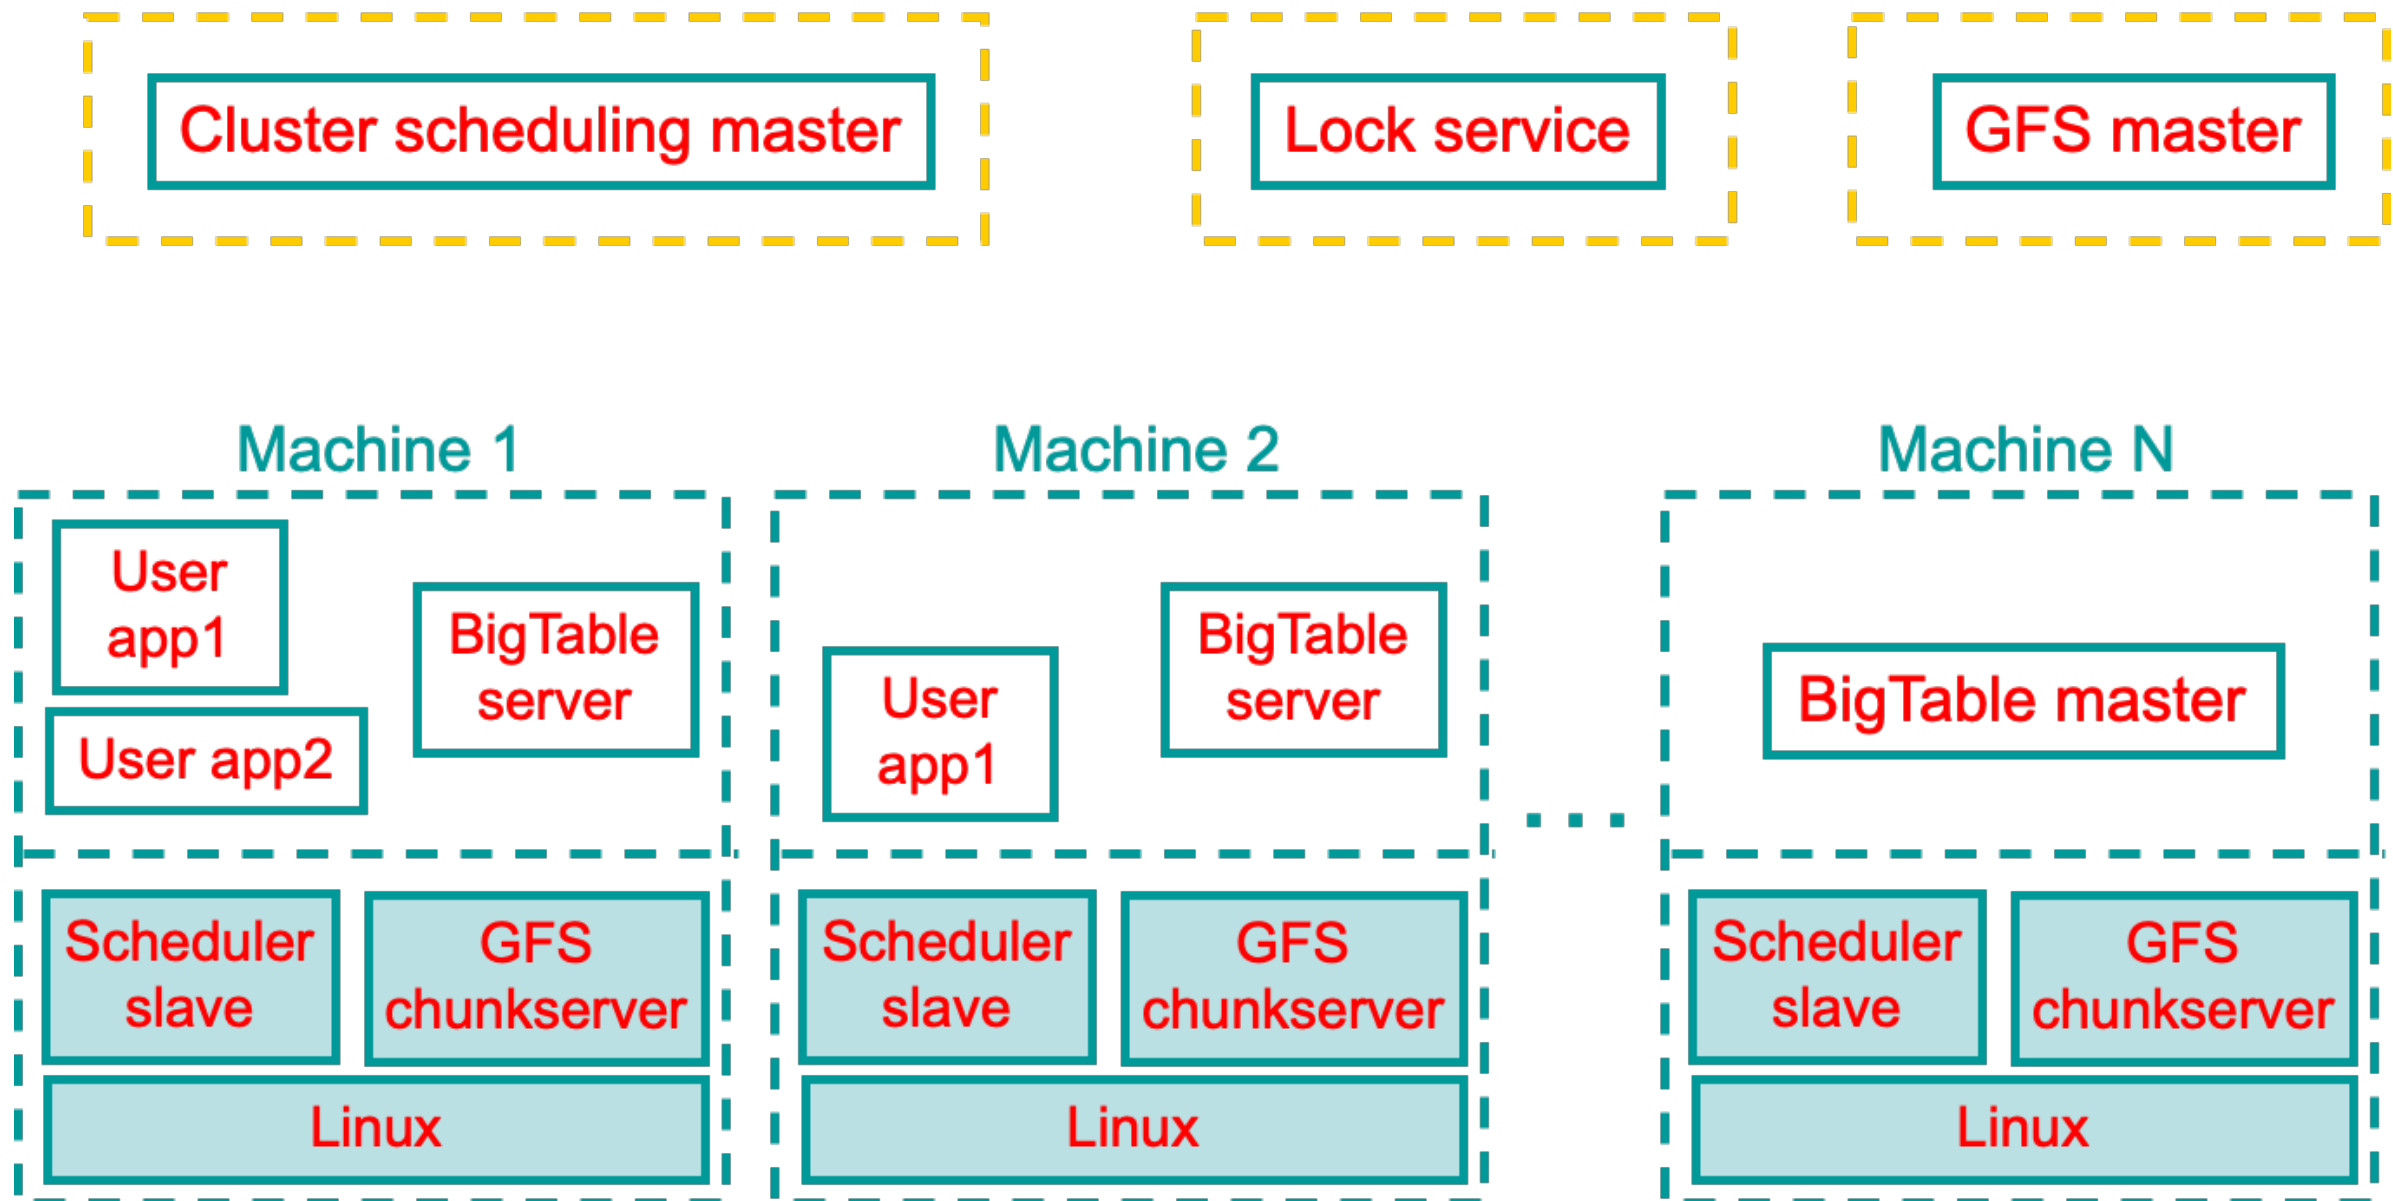 Cluster scheduling master
Lock service
GFS master
Machine 1
User
app1
User app2
BigTable
server
Scheduler
slave
GFS
chunkserver
Linux
Machine 2
User
app1
BigTable
server
Scheduler
slave
GFS
chunkserver
Linux
...
Machine N
BigTable master
Scheduler
slave
GFS
chunkserver
Linux